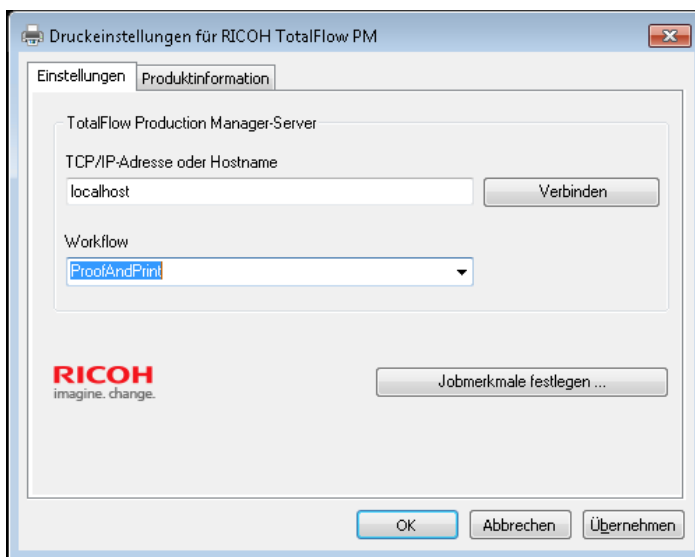 Druckeinstellungen für RICOH TotalFlow PM
Einstellungen Produktinformation
TotalFlow Production Manager-Server
TCP/IP-Adresse oder Hostname
localhost Verbinden
Workflow
ProofAndPrint
RICOH
imagine. change.
Jobmerkmale festlegen ...
OK Abbrechen Übernehmen